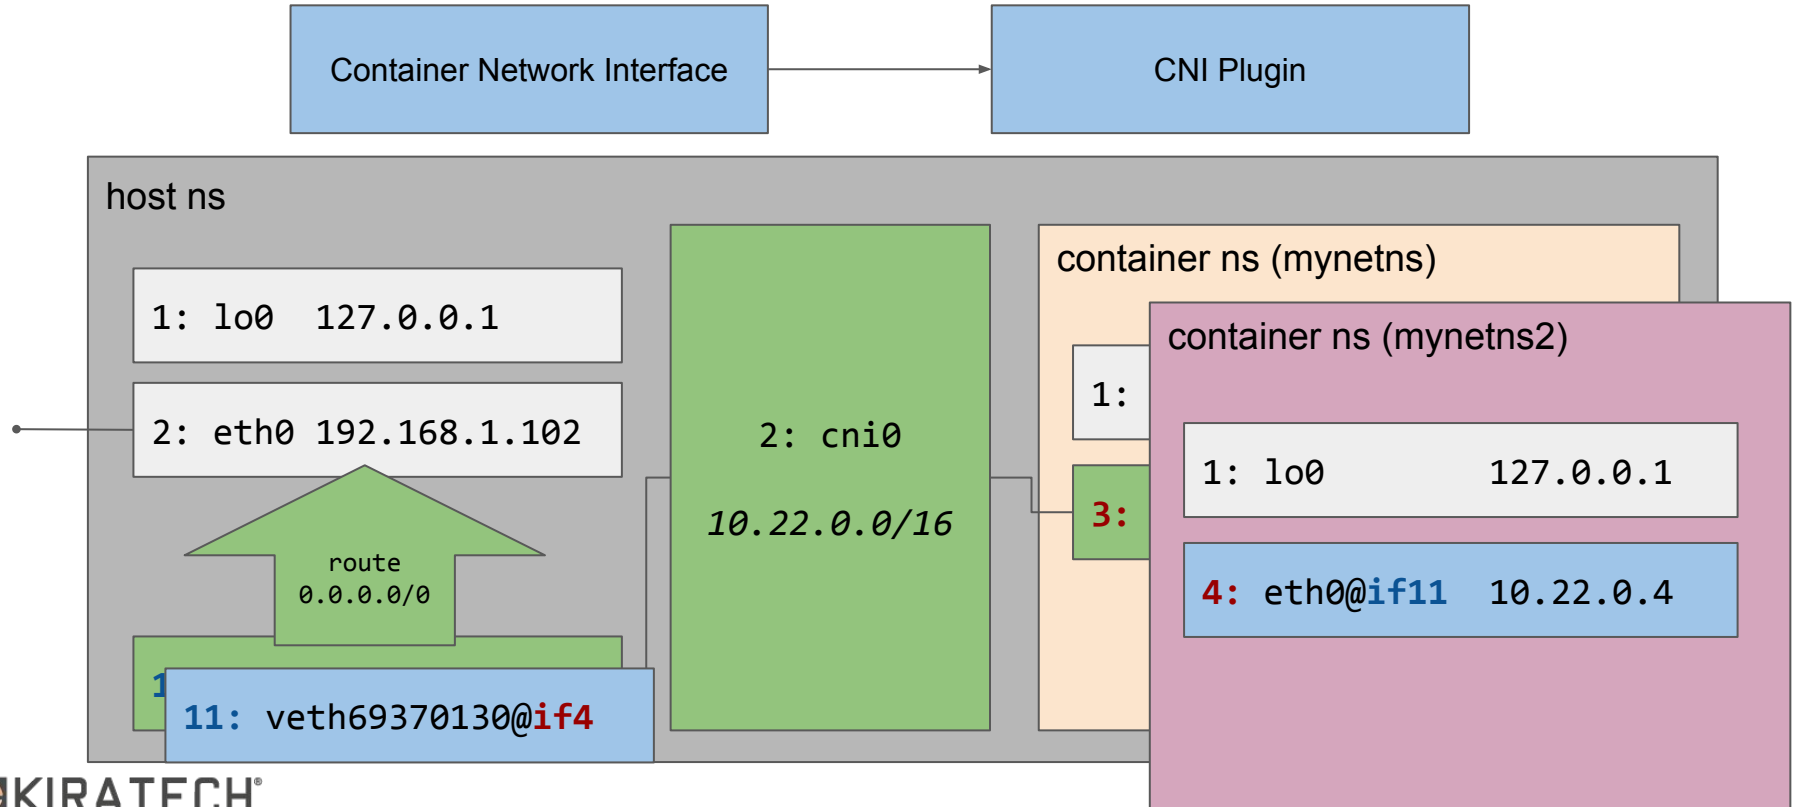 Container Network Interface
CNI Plugin
host ns
1: lo0 127.0.0.1
2: eth0 192.168.1.102
route
0.0.0.0/0
1
11: veth69370130@if4
2: cni0
10.22.0.0/16
container ns (mynetns)
1:
3:
container ns (mynetns2)
1: lo0 127.0.0.1
4: eth0@if11 10.22.0.4
KIRATECH®